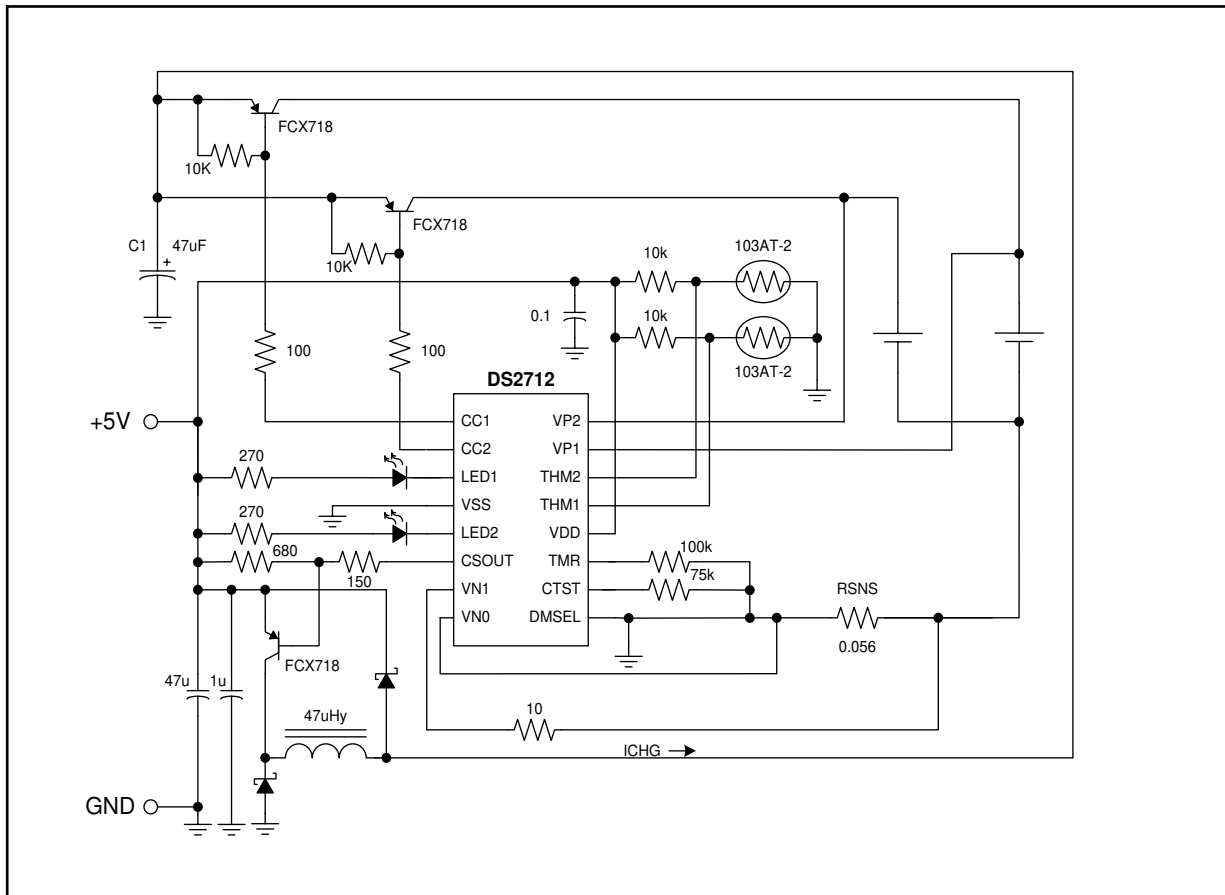 FCX718
10K
FCX718
C1 47uF
+
10K
10k
103AT-2
0.1
10k
100
100
103AT-2
DS2712
+5V
CC1
VP2
CC2
VP1
270
LED1
THM2
VSS
THM1
270
LED2
VDD
680
CSOUT
TMR
100k
150
75k
VN1
CTST
RSNS
VN0
DMSEL
0.056
FCX718
47u
1u
10
47uHy
ICHG
GND